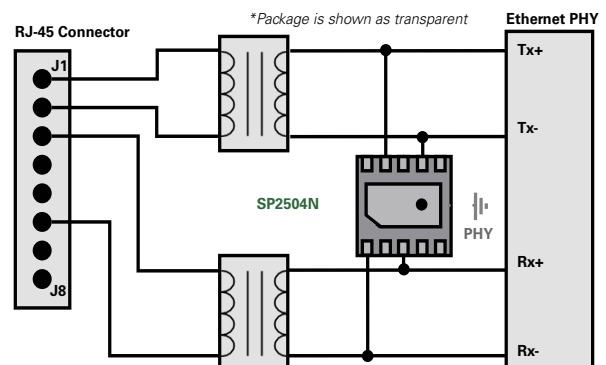 *Package is shown as transparent
Ethernet PHY
RJ-45 Connector
J1
Tx+
Tx-
SP2504N
PHY
Rx+
J8
Rx-